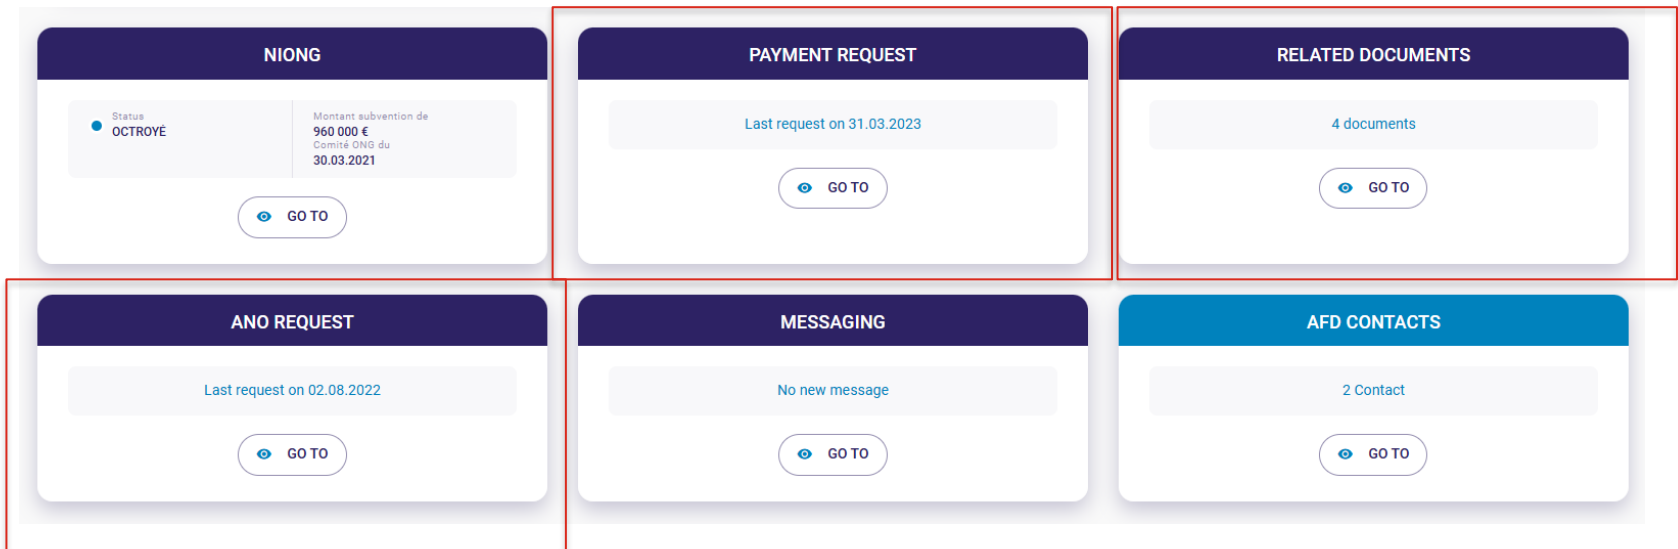 NIONG
Status
OCTROYÉ
Montant subvention de
960 000 €
Comité ONG du
30.03.2021
GO TO
PAYMENT REQUEST
Last request on 31.03.2023
GO TO
RELATED DOCUMENTS
4 documents
GO TO
ANO REQUEST
Last request on 02.08.2022
GO TO
MESSAGING
No new message
GO TO
AFD CONTACTS
2 Contact
GO TO